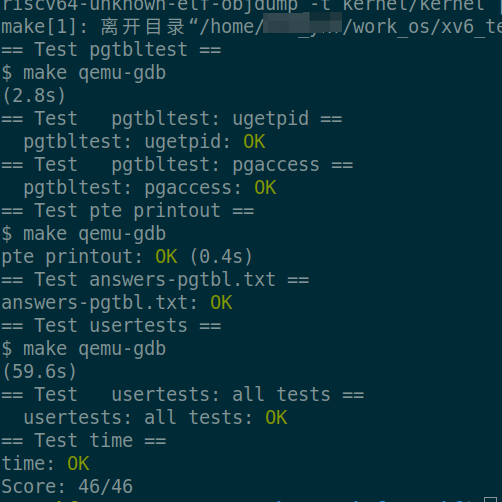 riscv64-unknown-elf-objdump -t kernel/kernel
make[1]: 离开目录“/home/ /work_os/xv6_te
== Test pgtbltest ==
$ make qemu-gdb
(2.8s)
== Test   pgtbltest: ugetpid ==
  pgtbltest: ugetpid: OK
== Test   pgtbltest: pgaccess ==
  pgtbltest: pgaccess: OK
== Test pte printout ==
$ make qemu-gdb
pte printout: OK (0.4s)
== Test answers-pgtbl.txt ==
answers-pgtbl.txt: OK
== Test usertests ==
$ make qemu-gdb
(59.6s)
== Test   usertests: all tests ==
  usertests: all tests: OK
== Test time ==
time: OK
Score: 46/46